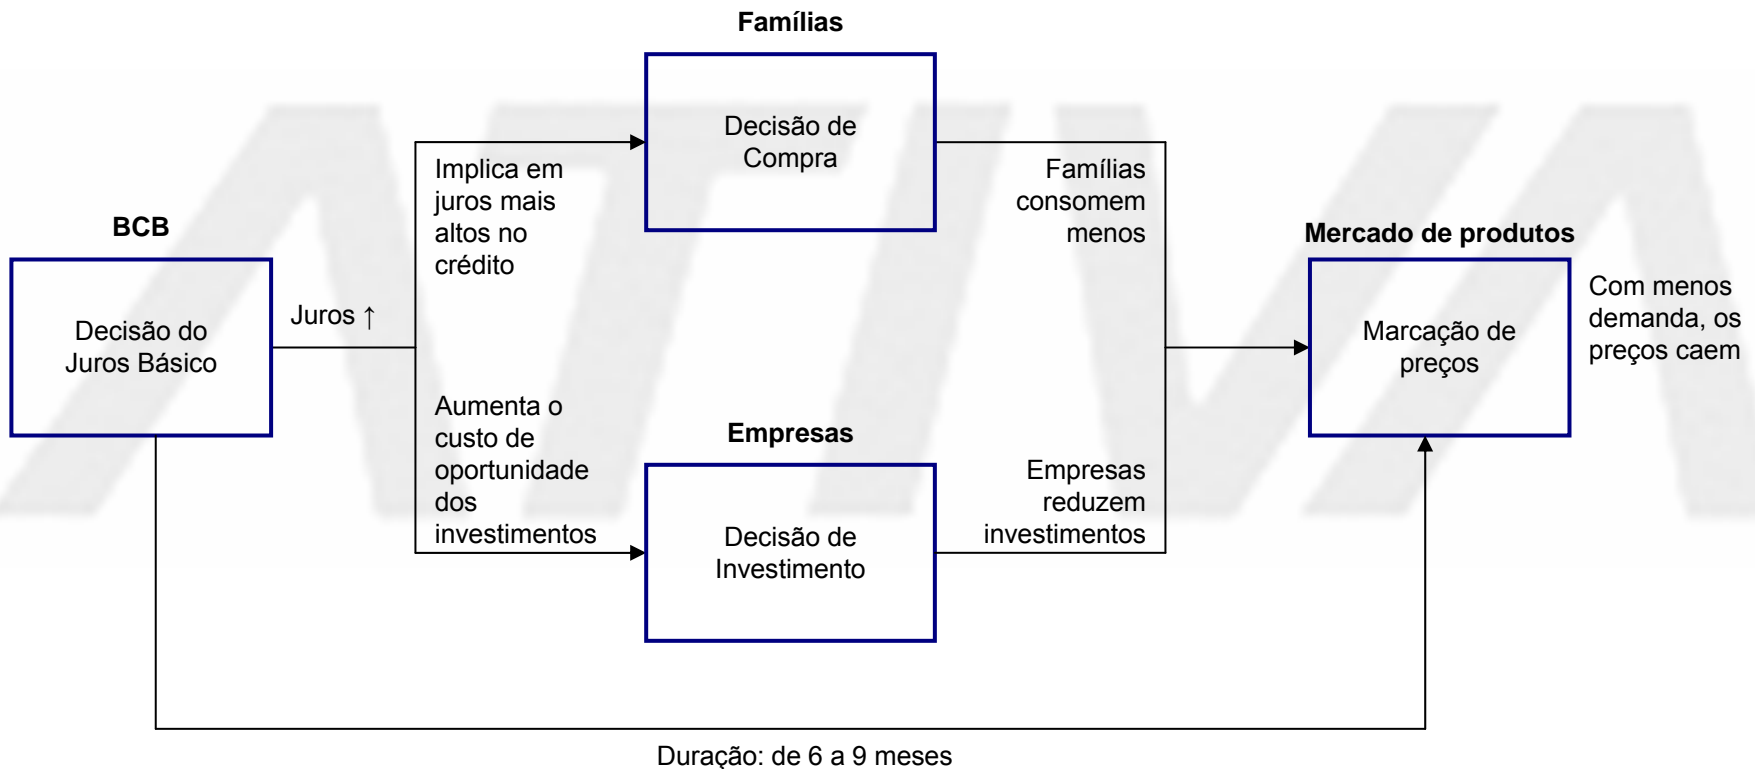 Famílias
Decisão de
Compra
Implica em
juros mais
altos no
crédito
Famílias
consomem
menos
BCB
Decisão do
Juros Básico
Juros ↑
Mercado de produtos
Marcação de
preços
Com menos
demanda, os
preços caem
Aumenta o
custo de
oportunidade
dos
investimentos
Empresas
Decisão de
Investimento
Empresas
reduzem
investimentos
Duração: de 6 a 9 meses
ATIVA